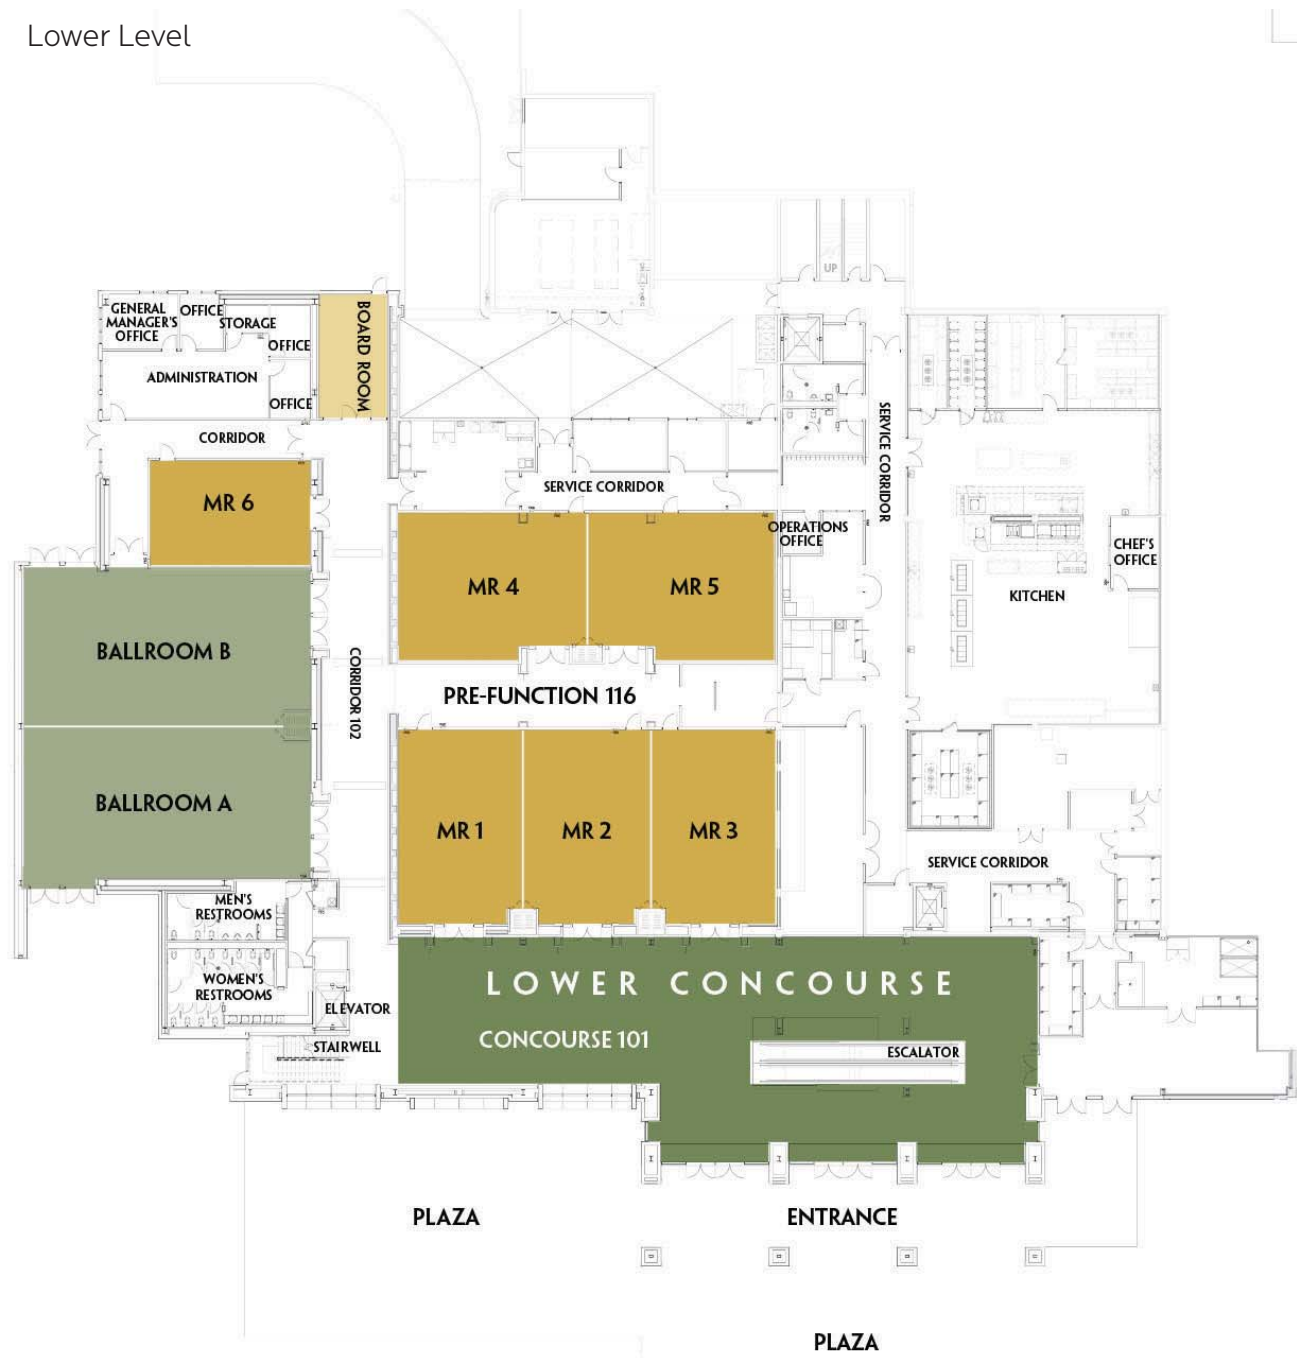 Lower Level
UP
GENERAL
MANAGER'S
OFFICE
OFFICE
STORAGE
OFFICE
ADMINISTRATION
OFFICE
BOARD ROOM
CORRIDOR
SERVICE CORRIDOR
SERVICE CORRIDOR
MR 6
OPERATIONS
OFFICE
CHEF'S
OFFICE
MR 4
MR 5
KITCHEN
BALLROOM B
CORRIDOR 102
PRE-FUNCTION 116
BALLROOM A
MR 1
MR 2
MR 3
SERVICE CORRIDOR
MEN'S
RESTROOMS
WOMEN'S
RESTROOMS
LOWER CONCOURSE
ELEVATOR
CONCOURSE 101
STAIRWELL
ESCALATOR
PLAZA
ENTRANCE
PLAZA